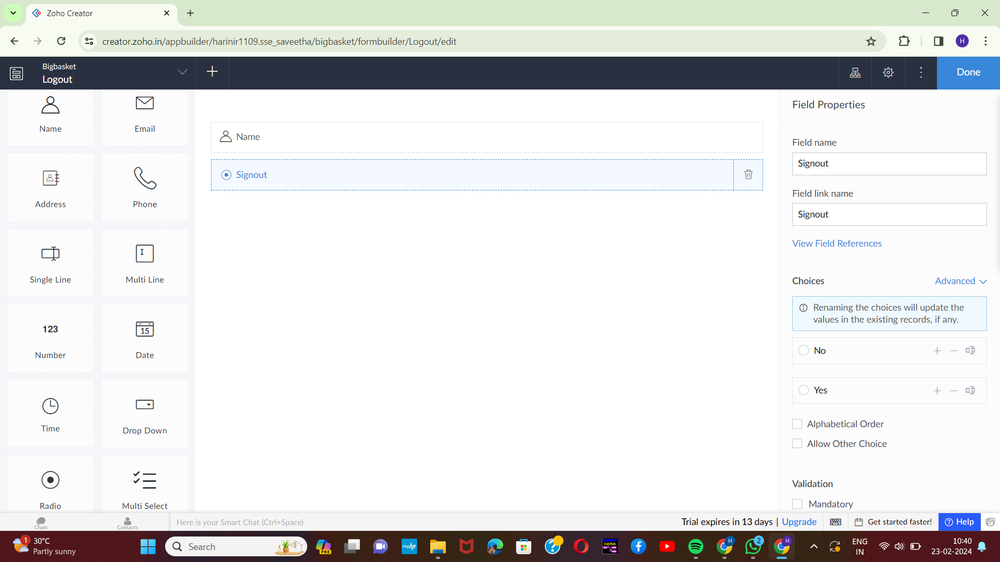 Zoho Creator
creator.zoho.in/appbuilder/harinir1109.sse_saveetha/bigbasket/formbuilder/Logout/edit
H
Bigbasket
Logout
Done
Name
Email
Address
Phone
Single Line
I
Multi Line
123
Number
15
Date
Time
Drop Down
Radio
Multi Select
Name
Signout
Field Properties
Field name
Signout
Field link name
Signout
View Field References
Choices
Advanced
Renaming the choices will update the
values in the existing records, if any.
No
Yes
Alphabetical Order
Allow Other Choice
Validation
Mandatory
Chats
Contacts
Here is your Smart Chat (Ctrl+Space)
Trial expires in 13 days | Upgrade
Get started faster!
? Help
1
30°C
Partly sunny
Search
PRE
myhp
DATA
H
2
H
ENG
IN
10:40
23-02-2024